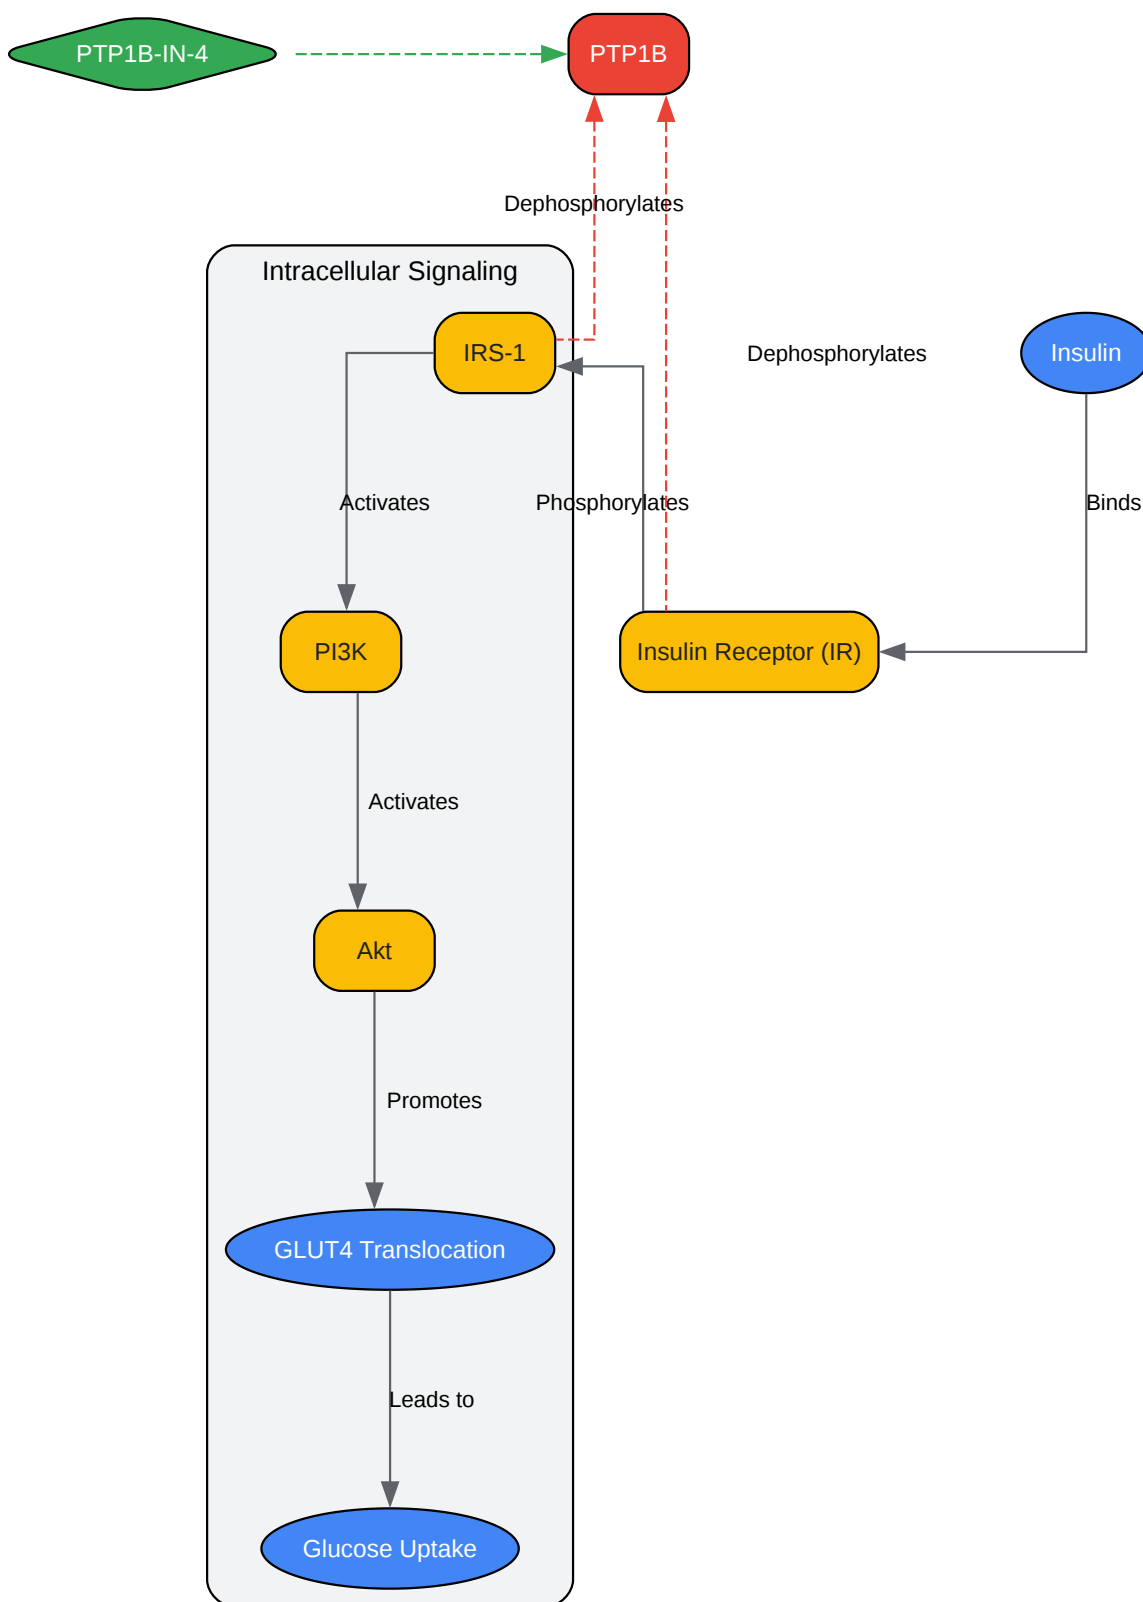 PTP1B-IN-4
PTP1B
Dephosphorylates
Intracellular Signaling
IRS-1
Dephosphorylates
Insulin
Activates
Phosphorylates
Binds
PI3K
Insulin Receptor (IR)
Activates
Akt
Promotes
GLUT4 Translocation
Leads to
Glucose Uptake